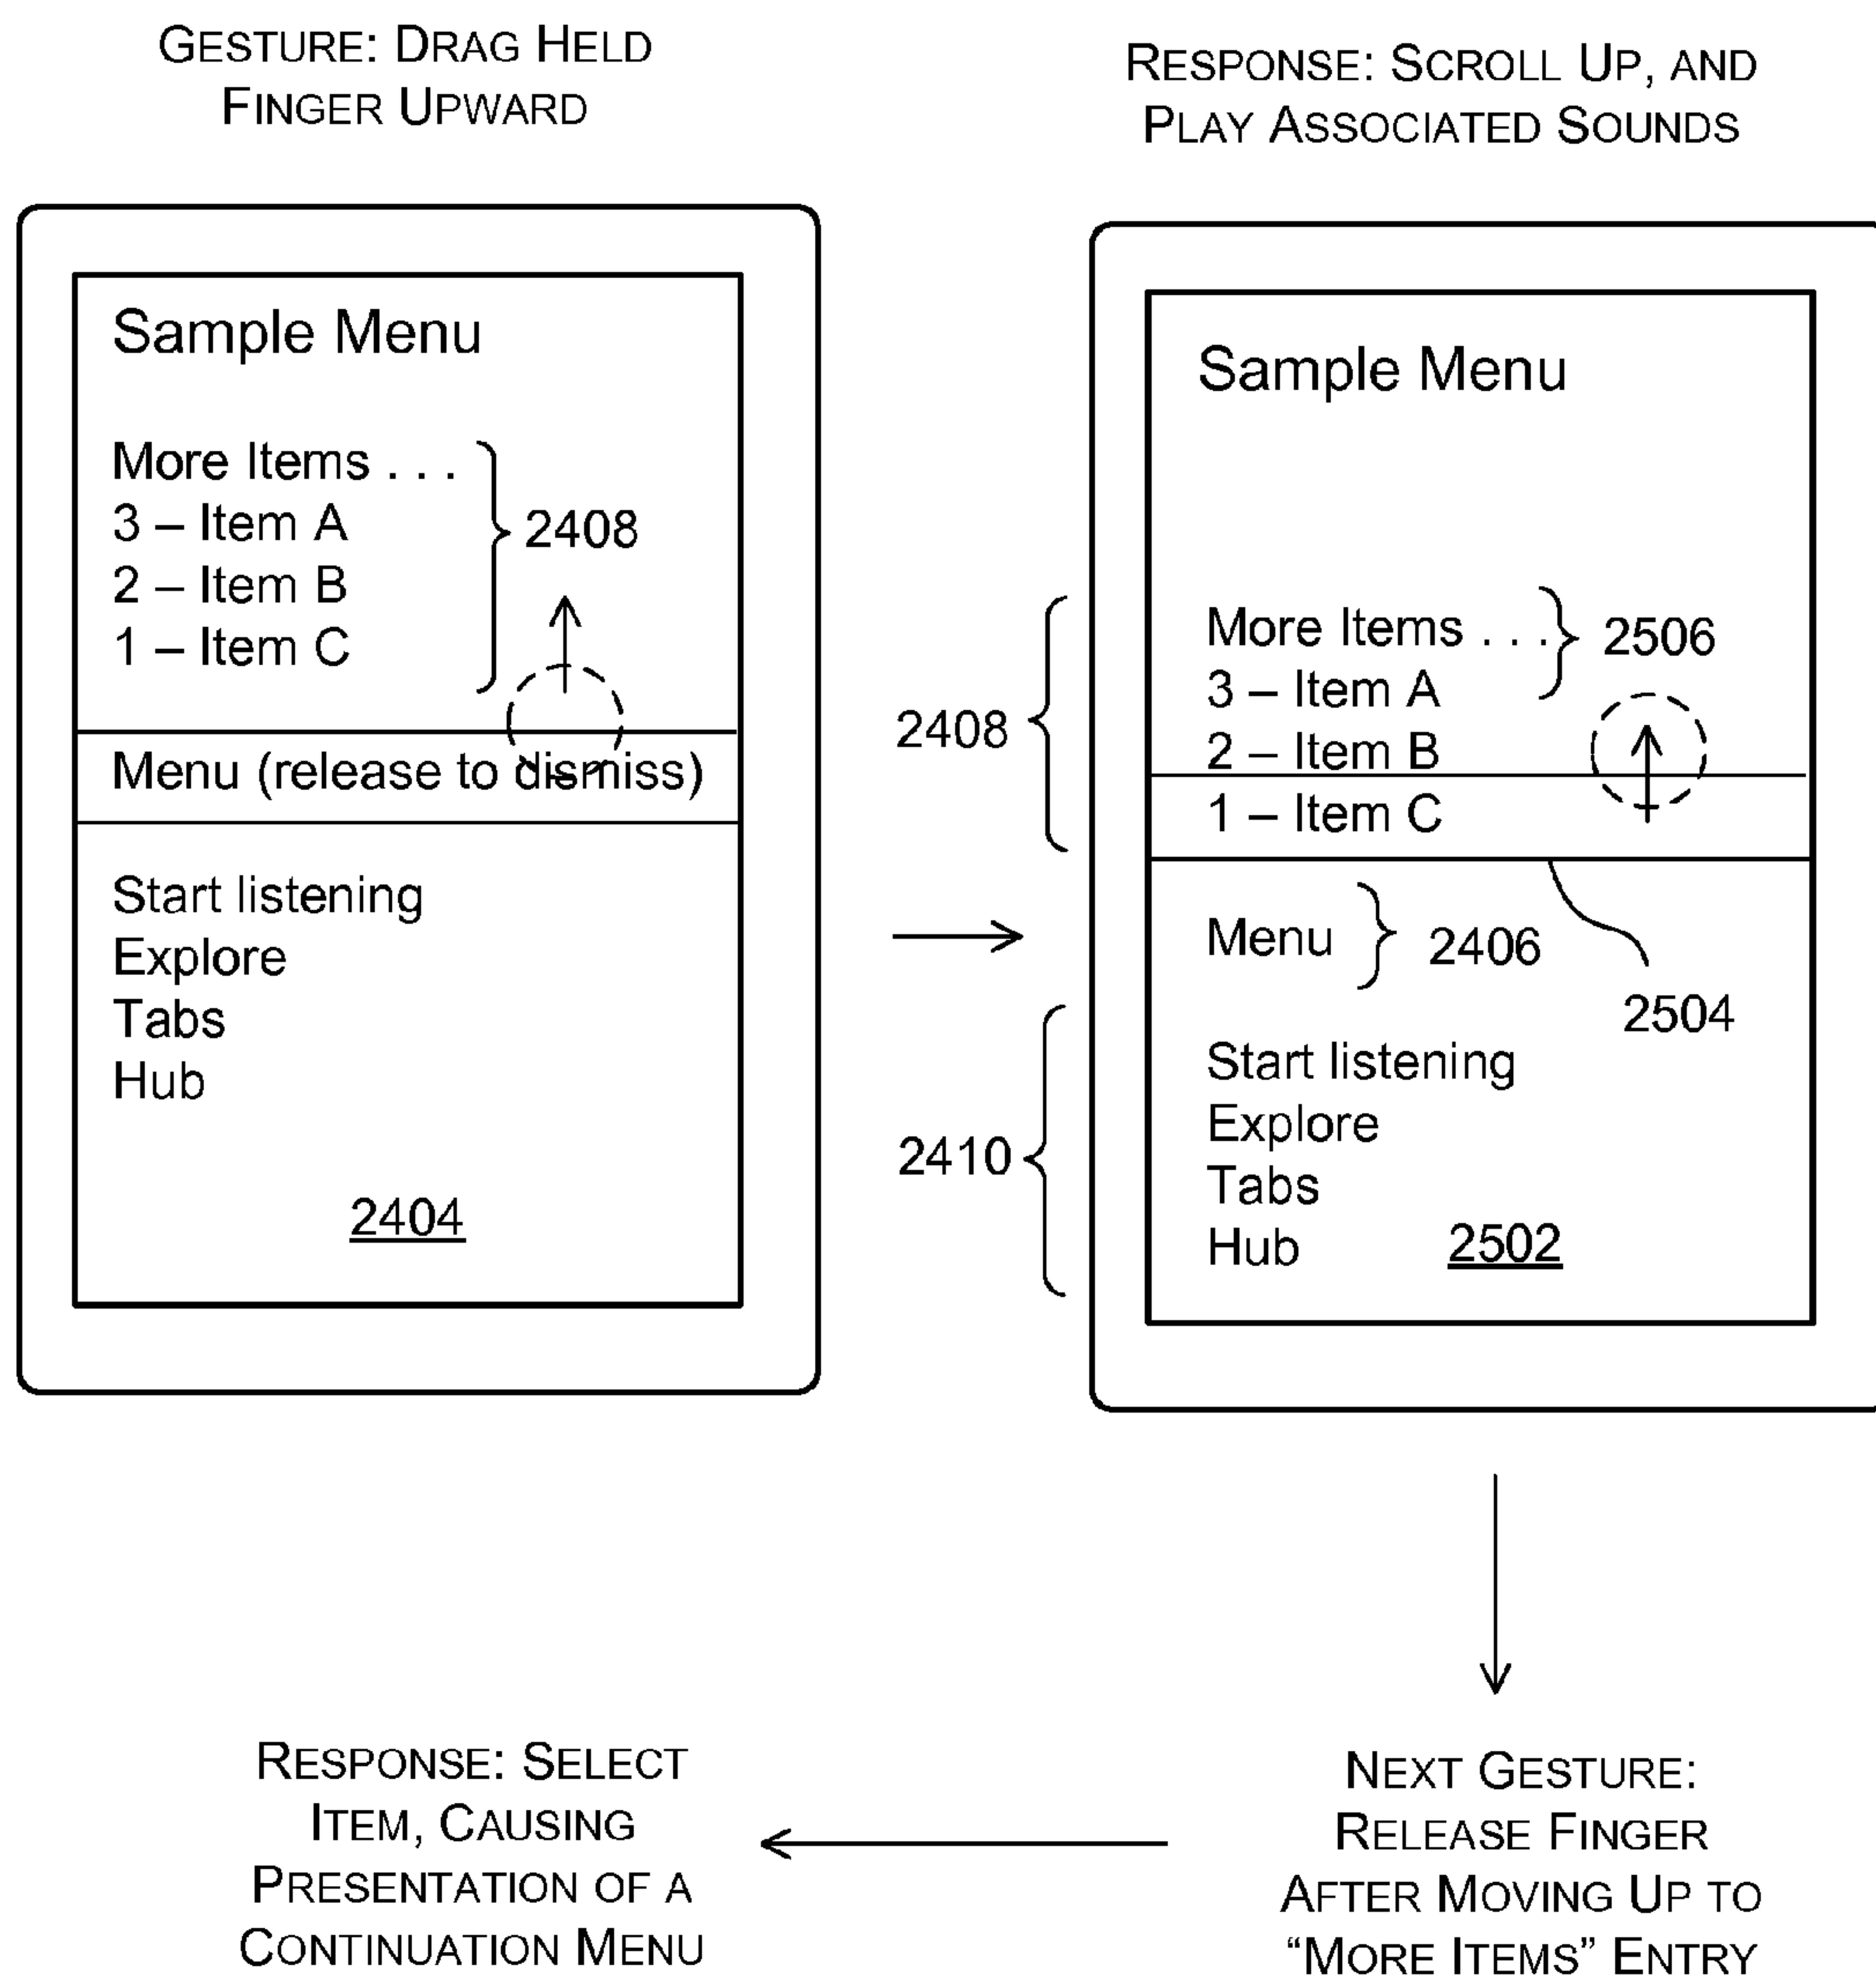 GESTURE: DRAG HELD
FINGER UPWARD
RESPONSE: SCROLL UP, AND
PLAY ASSOCIATED SOUNDS
Sample Menu
More Items . . .
3 – Item A
2 – Item B
1 – Item C
2408
Menu (release to dismiss)
Start listening
Explore
Tabs
Hub
2404
Sample Menu
More Items . . .
3 – Item A
2 – Item B
1 – Item C
2506
2408
Menu
2406
2504
Start listening
Explore
Tabs
Hub
2410
2502
NEXT GESTURE:
RELEASE FINGER
AFTER MOVING UP TO
“MORE ITEMS” ENTRY
RESPONSE: SELECT
ITEM, CAUSING
PRESENTATION OF A
CONTINUATION MENU